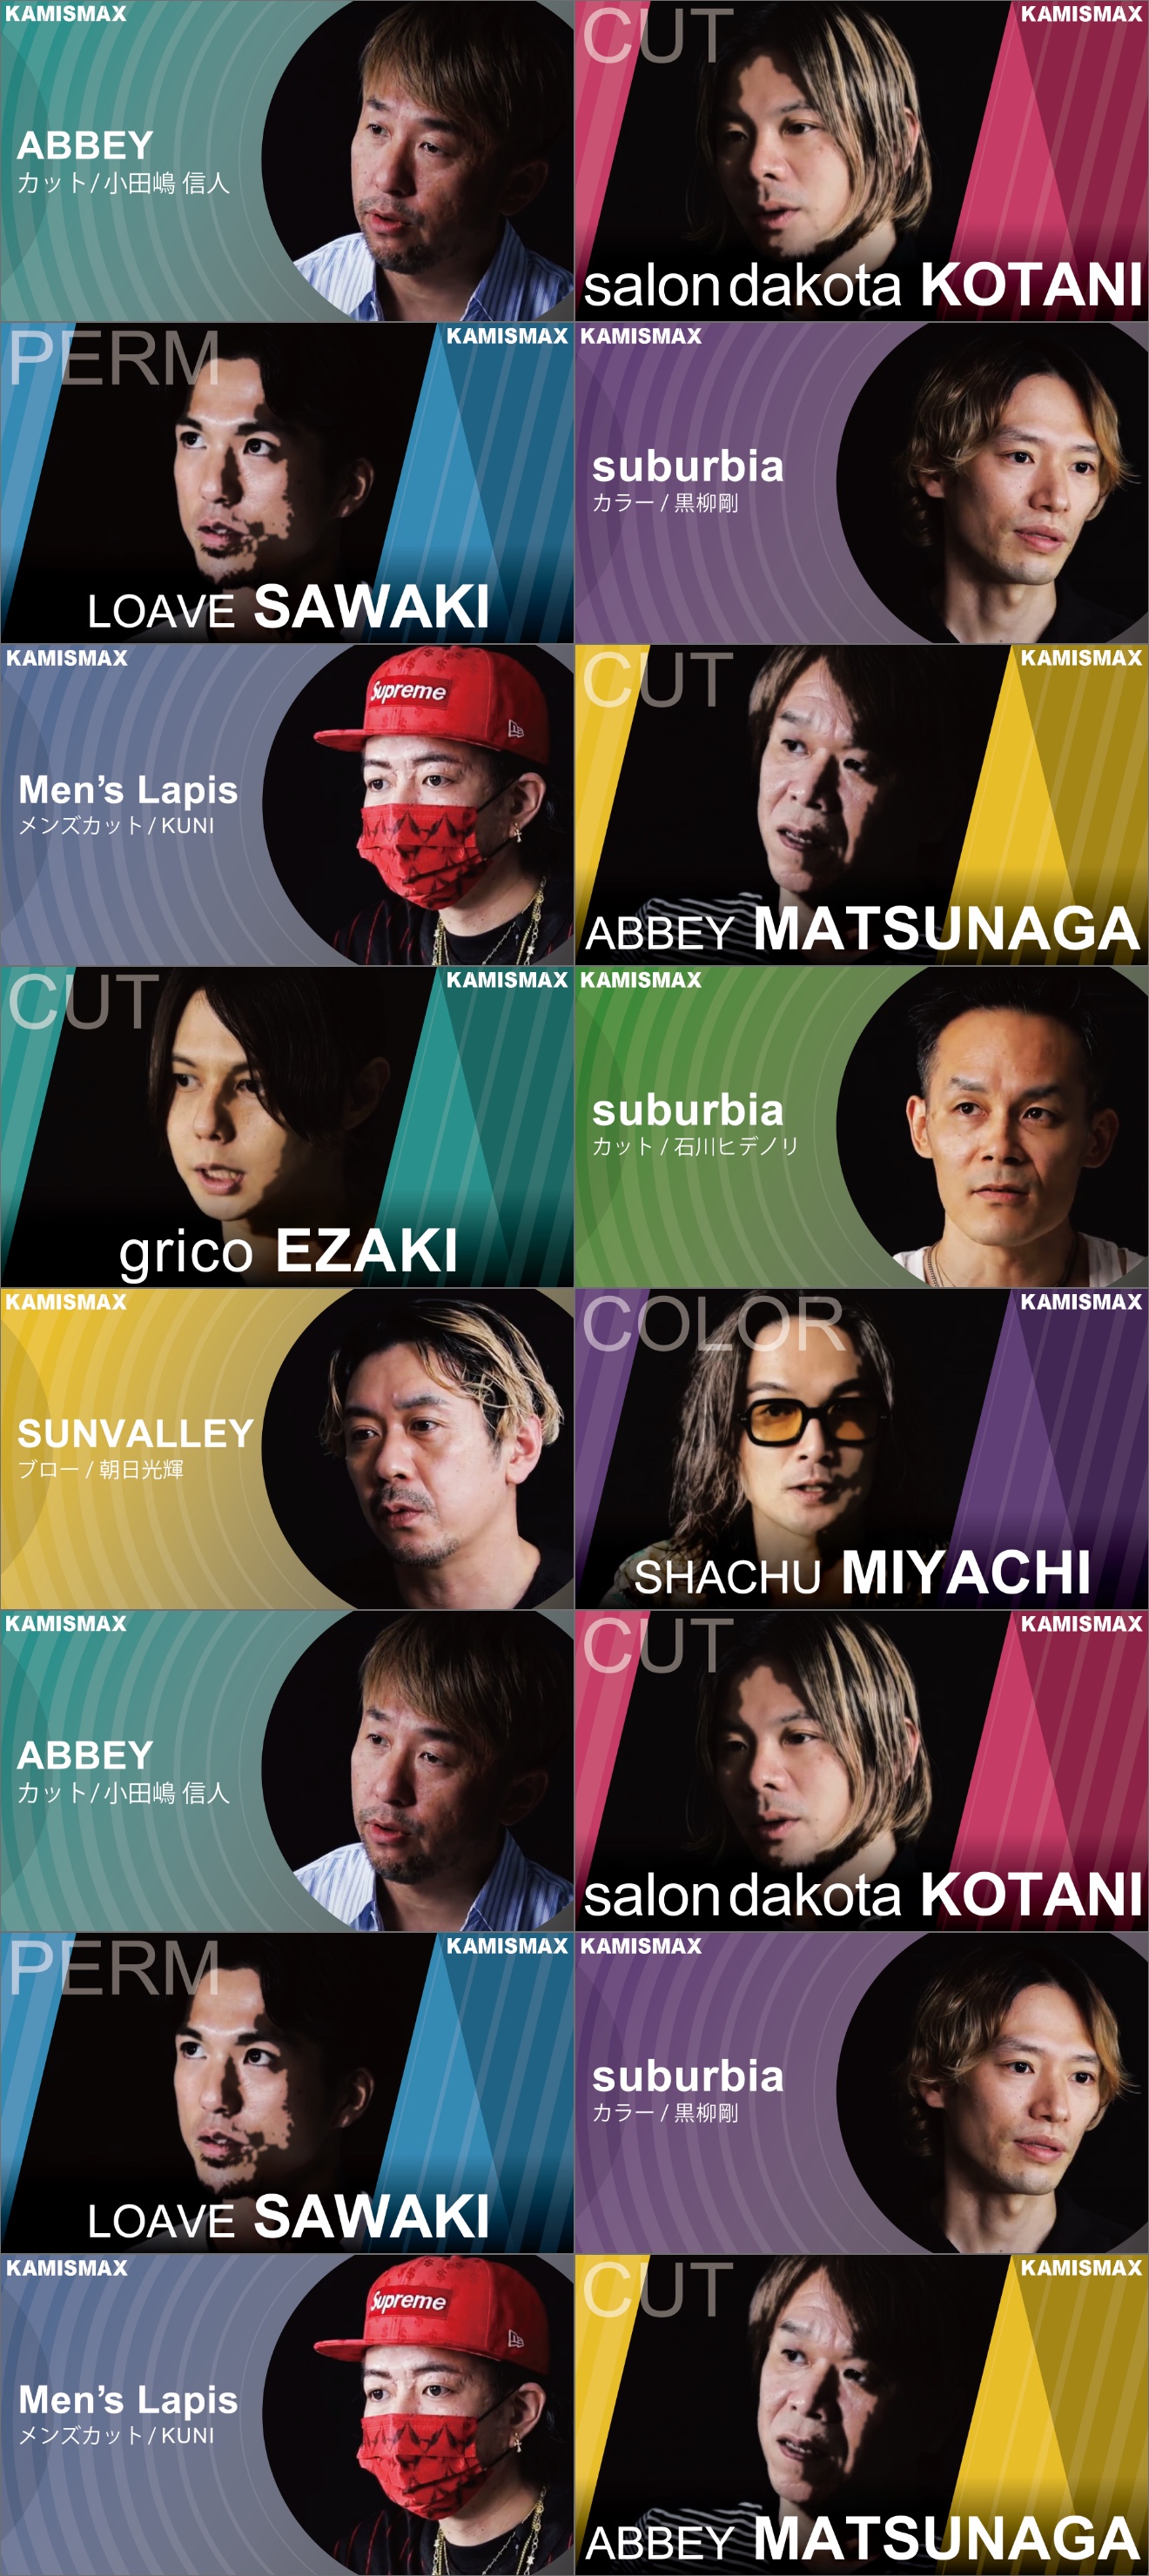 KAMISMAX
ABBEY
カット/小田嶋 信人
CUT
KAMISMAX
salon dakota KOTANI
PERM
KAMISMAX
LOAVE SAWAKI
KAMISMAX
suburbia
カラー / 黒柳剛
KAMISMAX
Supreme
Men's Lapis
メンズカット / KUNI
CUT
KAMISMAX
ABBEY MATSUNAGA
CUT
KAMISMAX
grico EZAKI
KAMISMAX
suburbia
カット / 石川ヒデノリ
KAMISMAX
SUNVALLEY
ブロー / 朝日光輝
COLOR
KAMISMAX
SHACHU MIYACHI
KAMISMAX
ABBEY
カット/小田嶋 信人
CUT
KAMISMAX
salon dakota KOTANI
PERM
KAMISMAX
LOAVE SAWAKI
KAMISMAX
suburbia
カラー / 黒柳剛
KAMISMAX
Supreme
Men's Lapis
メンズカット / KUNI
CUT
KAMISMAX
ABBEY MATSUNAGA